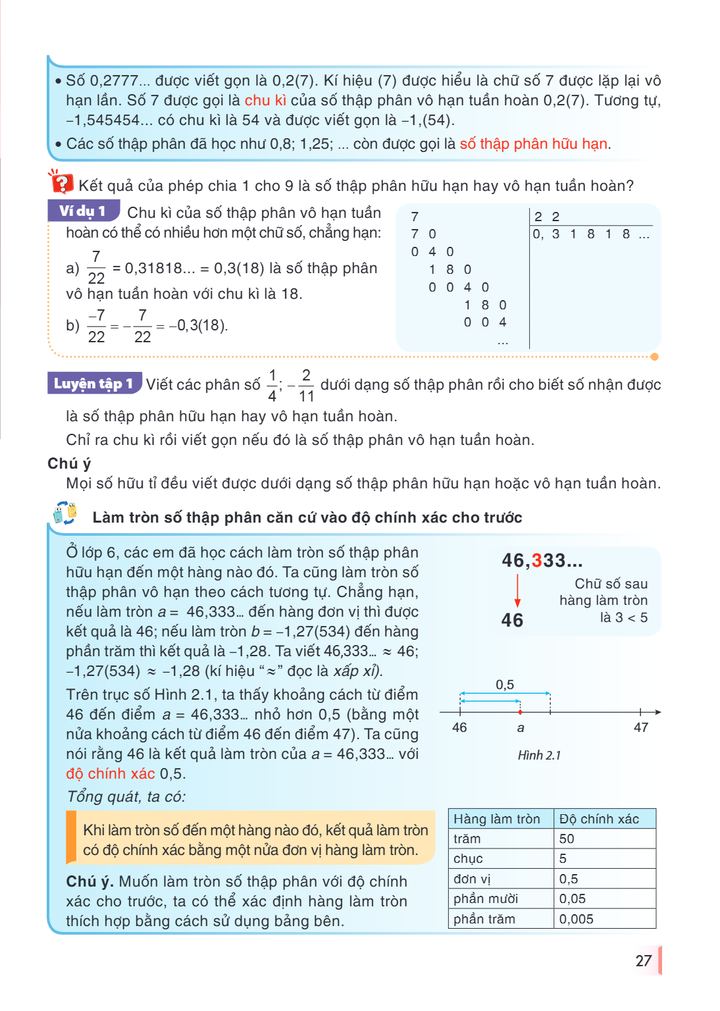 • Số 0,2777... được viết gọn là 0,2(7). Kí hiệu (7) được hiểu là chữ số 7 được lặp lại vô
hạn lần. Số 7 được gọi là chu kì của số thập phân vô hạn tuần hoàn 0,2(7). Tương tự,
–1,545454... có chu kì là 54 và được viết gọn là –1,(54).
• Các số thập phân đã học như 0,8; 1,25; ... còn được gọi là số thập phân hữu hạn.
? Kết quả của phép chia 1 cho 9 là số thập phân hữu hạn hay vô hạn tuần hoàn?
Ví dụ 1 Chu kì của số thập phân vô hạn tuần
hoàn có thể có nhiều hơn một chữ số, chẳng hạn:
a) 7/22 = 0,31818... = 0,3(18) là số thập phân
vô hạn tuần hoàn với chu kì là 18.
b) –7/22 = – 7/22 = –0,3(18).
7 2 2
7 0 0, 3 1 8 1 8 ...
0 4 0
1 8 0
0 0 4 0
1 8 0
0 0 4
...
Luyện tập 1 Viết các phân số 1/4; – 2/11 dưới dạng số thập phân rồi cho biết số nhận được
là số thập phân hữu hạn hay vô hạn tuần hoàn.
Chỉ ra chu kì rồi viết gọn nếu đó là số thập phân vô hạn tuần hoàn.
Chú ý
Mọi số hữu tỉ đều viết được dưới dạng số thập phân hữu hạn hoặc vô hạn tuần hoàn.
Làm tròn số thập phân căn cứ vào độ chính xác cho trước
Ở lớp 6, các em đã học cách làm tròn số thập phân
hữu hạn đến một hàng nào đó. Ta cũng làm tròn số
thập phân vô hạn theo cách tương tự. Chẳng hạn,
nếu làm tròn a = 46,333... đến hàng đơn vị thì được
kết quả là 46; nếu làm tròn b = –1,27(534) đến hàng
phần trăm thì kết quả là –1,28. Ta viết 46,333... ≈ 46;
–1,27(534) ≈ –1,28 (kí hiệu “≈” đọc là xấp xỉ).
Trên trục số Hình 2.1, ta thấy khoảng cách từ điểm
46 đến điểm a = 46,333... nhỏ hơn 0,5 (bằng một
nửa khoảng cách từ điểm 46 đến điểm 47). Ta cũng
nói rằng 46 là kết quả làm tròn của a = 46,333... với
độ chính xác 0,5.
Tổng quát, ta có:
Khi làm tròn số đến một hàng nào đó, kết quả làm tròn
có độ chính xác bằng một nửa đơn vị hàng làm tròn.
Chú ý. Muốn làm tròn số thập phân với độ chính
xác cho trước, ta có thể xác định hàng làm tròn
thích hợp bằng cách sử dụng bảng bên.
46,333...
Chữ số sau
hàng làm tròn
là 3 < 5
46
0,5
46 a 47
Hình 2.1
Hàng làm tròn Độ chính xác
trăm 50
chục 5
đơn vị 0,5
phần mười 0,05
phần trăm 0,005
27